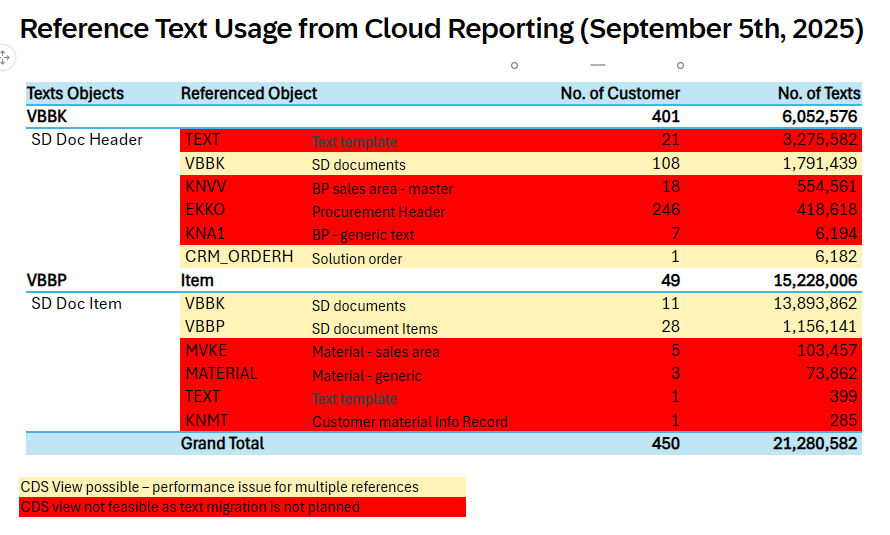 Reference Text Usage from Cloud Reporting (September 5th, 2025)
Texts Objects Referenced Object No. of Customer No. of Texts
VBBK 401 6,052,576
SD Doc Header TEXT Text template 21 3,275,582
VBBK SD documents 108 1,791,439
KNVV BP sales area - master 18 554,561
EKKO Procurement Header 246 418,618
KNA1 BP - generic text 7 6,194
CRM_ORDERH Solution order 1 6,182
VBBP Item 49 15,228,006
SD Doc Item VBBK SD documents 11 13,893,862
VBBP SD document Items 28 1,156,141
MVKE Material - sales area 5 103,457
MATERIAL Material - generic 3 73,862
TEXT Text template 1 399
KNMT Customer material Info Record 1 285
Grand Total 450 21,280,582
CDS View possible – performance issue for multiple references
CDS view not feasible as text migration is not planned